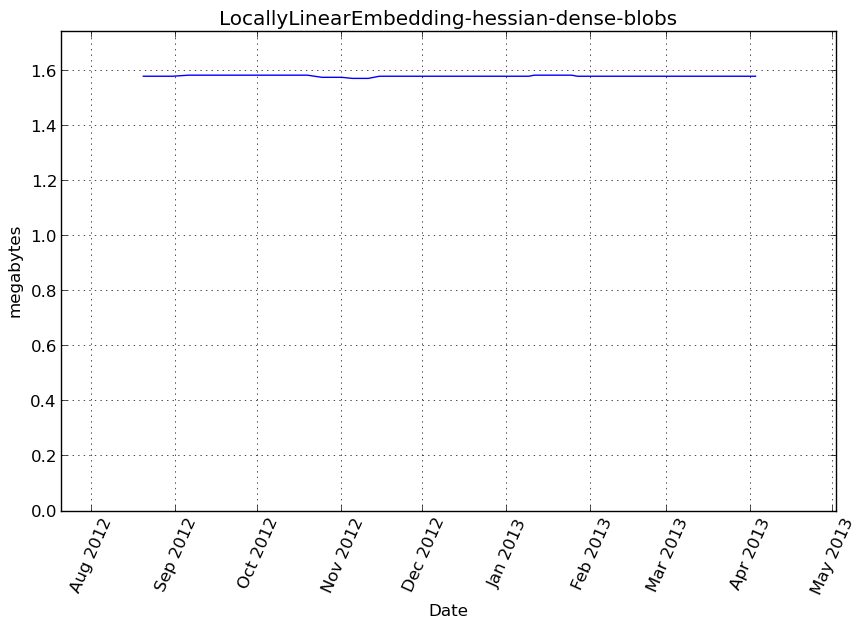 LocallyLinearEmbedding-hessian-dense-blobs
megabytes
1.6
1.4
1.2
1.0
0.8
0.6
0.4
0.2
0.0
Aug 2012
Sep 2012
Oct 2012
Nov 2012
Dec 2012
Jan 2013
Feb 2013
Mar 2013
Apr 2013
May 2013
Date